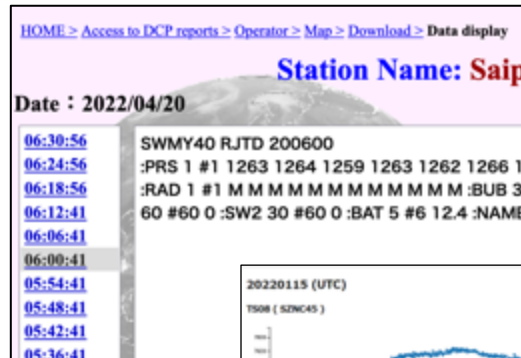 HOME > Access to DCP reports > Operator > Map > Download > Data display
Station Name: Saip
Date：2022/04/20
06:30:56
06:24:56
06:18:56
06:12:41
06:06:41
06:00:41
05:54:41
05:48:41
05:42:41
05:36:41
SWMY40 RJTD 200600
:PRS 1 #1 1263 1264 1259 1263 1262 1266 1
:RAD 1 #1 M M M M M M M M M M M M :BUB 3
60 #60 0 :SW2 30 #60 0 :BAT 5 #6 12.4 :NAME
20220115 (UTC)
TS08 ( SZNC45 )